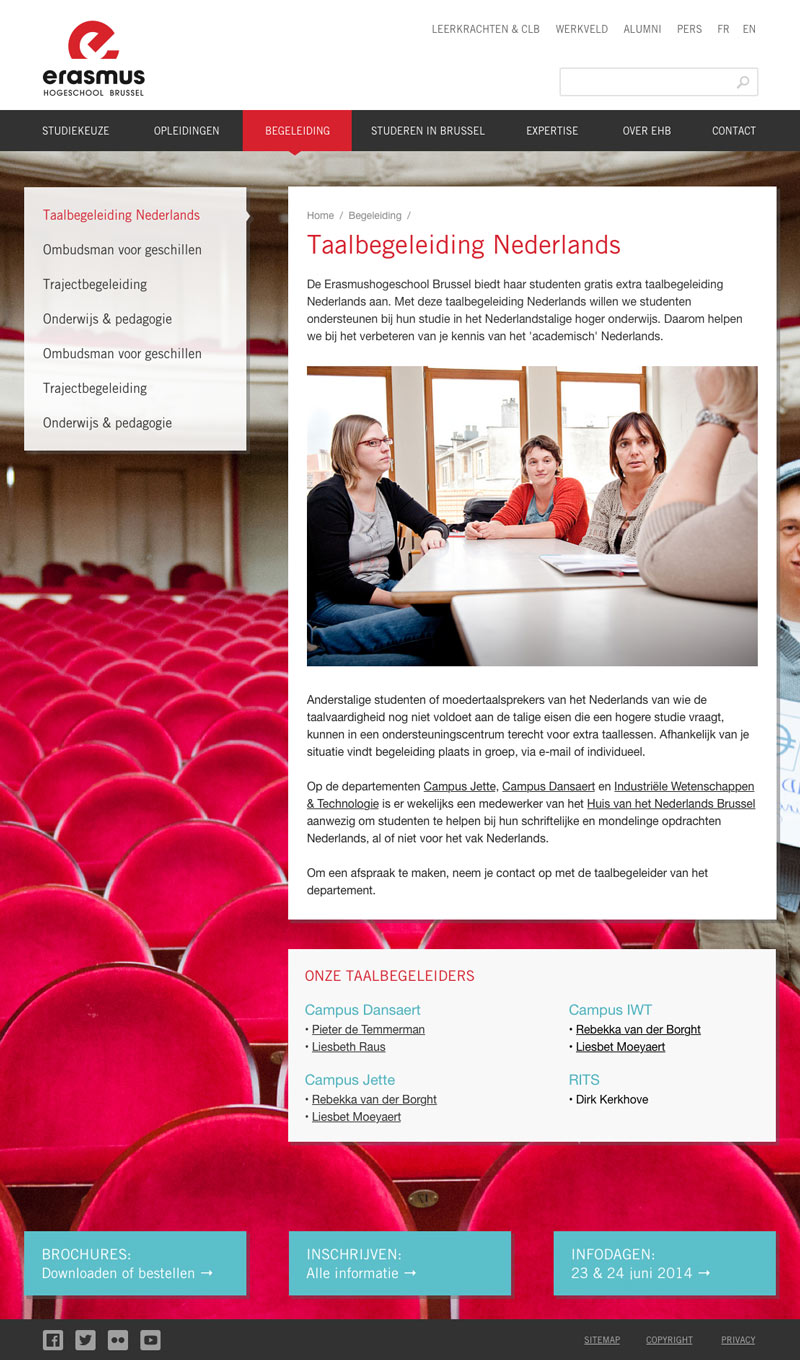 LEERKRACHTEN & CLB WERKVELD ALUMNI PERS FR EN
erasmus
HOGESCHOOL BRUSSEL
STUDIEKEUZE OPLEIDINGEN BEGELEIDING STUDEREN IN BRUSSEL EXPERTISE OVER EHB CONTACT
Taalbegeleiding Nederlands
Ombudsman voor geschillen
Trajectbegeleiding
Onderwijs & pedagogie
Ombudsman voor geschillen
Trajectbegeleiding
Onderwijs & pedagogie
Home / Begeleiding /
Taalbegeleiding Nederlands
De Erasmushogeschool Brussel biedt haar studenten gratis extra taalbegeleiding
Nederlands aan. Met deze taalbegeleiding Nederlands willen we studenten
ondersteunen bij hun studie in het Nederlandstalige hoger onderwijs. Daarom helpen
we bij het verbeteren van je kennis van het 'academisch' Nederlands.
Anderstalige studenten of moedertaalsprekers van het Nederlands van wie de
taalvaardigheid nog niet voldoet aan de talige eisen die een hogere studie vraagt,
kunnen in een ondersteuningscentrum terecht voor extra taallessen. Afhankelijk van je
situatie vindt begeleiding plaats in groep, via e-mail of individueel.
Op de departementen Campus Jette, Campus Dansaert en Industriële Wetenschappen
& Technologie is er wekelijks een medewerker van het Huis van het Nederlands Brussel
aanwezig om studenten te helpen bij hun schriftelijke en mondelinge opdrachten
Nederlands, al of niet voor het vak Nederlands.
Om een afspraak te maken, neem je contact op met de taalbegeleider van het
departement.
ONZE TAALBEGELEIDERS
Campus Dansaert
• Pieter de Temmerman
• Liesbeth Raus
Campus Jette
• Rebekka van der Borght
• Liesbet Moeyaert
Campus IWT
• Rebekka van der Borght
• Liesbet Moeyaert
RITS
• Dirk Kerkhove
BROCHURES:
Downloaden of bestellen →
INSCHRIJVEN:
Alle informatie →
INFODAGEN:
23 & 24 juni 2014 →
SITEMAP COPYRIGHT PRIVACY